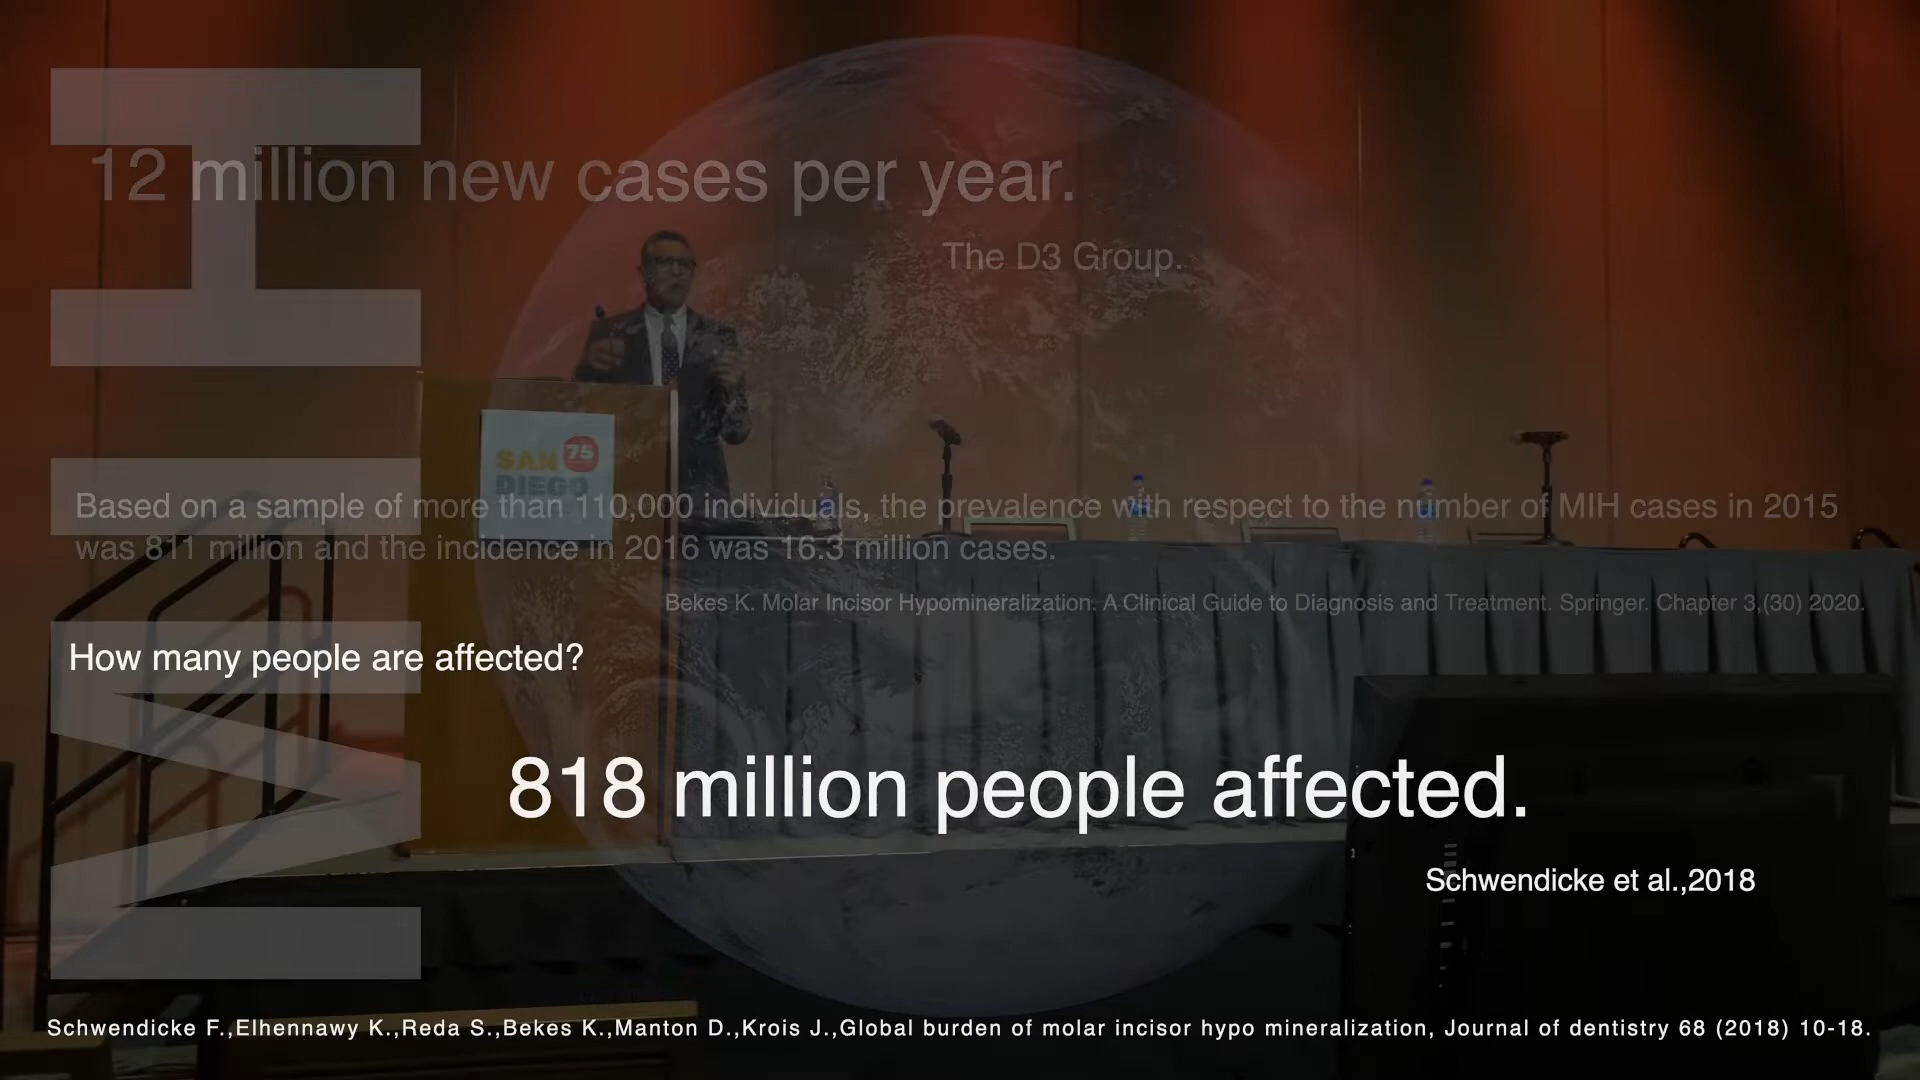 MIH
12 million new cases per year.
The D3 Group.
SAN 75
DIEGO
Based on a sample of more than 110,000 individuals, the prevalence with respect to the number of MIH cases in 2015
was 811 million and the incidence in 2016 was 16.3 million cases.
Bekes K. Molar Incisor Hypomineralization. A Clinical Guide to Diagnosis and Treatment. Springer. Chapter 3,(30) 2020.
How many people are affected?
818 million people affected.
Schwendicke et al.,2018
Schwendicke F.,Elhennawy K.,Reda S.,Bekes K.,Manton D.,Krois J.,Global burden of molar incisor hypo mineralization, Journal of dentistry 68 (2018) 10-18.